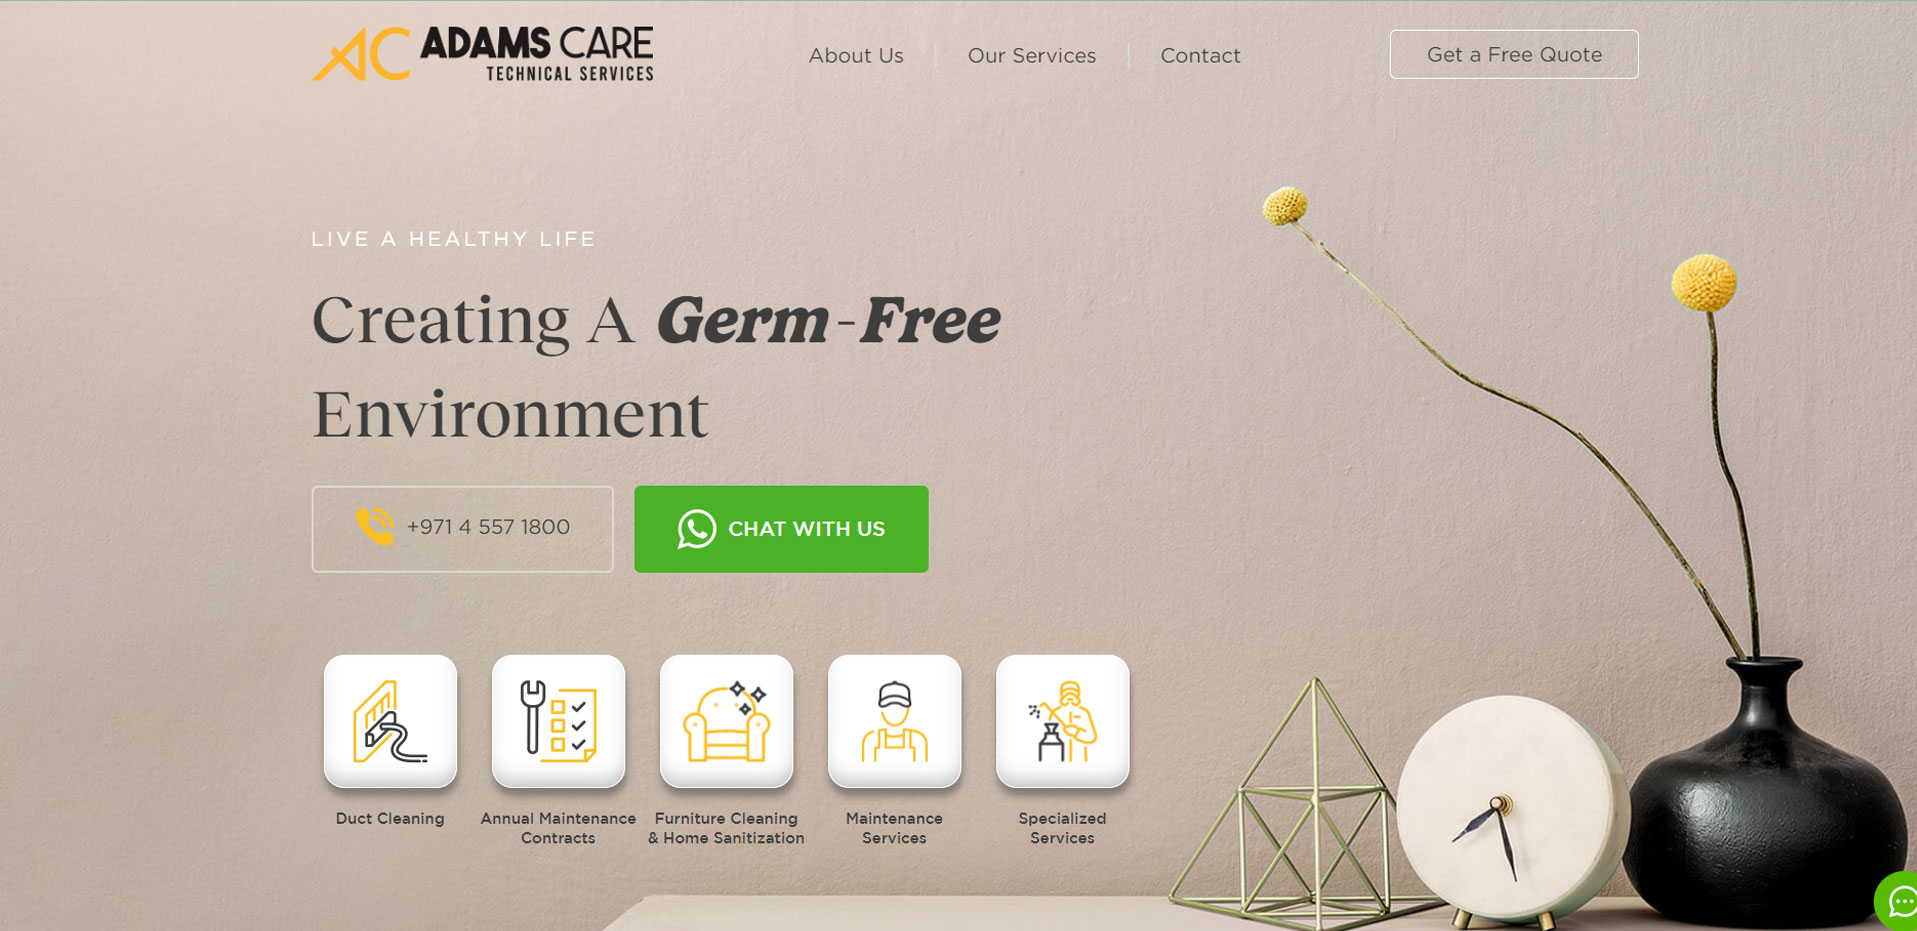 AC ADAMS CARE
TECHNICAL SERVICES
About Us
Our Services
Contact
Get a Free Quote
LIVE A HEALTHY LIFE
Creating A Germ-Free
Environment
+971 4 557 1800
CHAT WITH US
Duct Cleaning
Annual Maintenance
Contracts
Furniture Cleaning
& Home Sanitization
Maintenance
Services
Specialized
Services